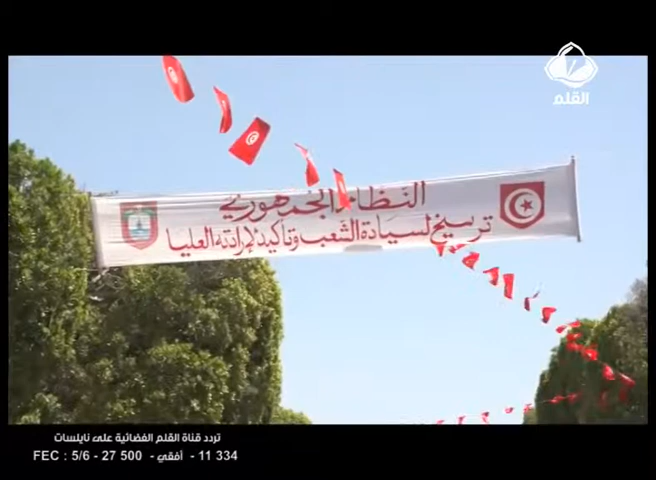 القلم
النظام الجمهوري
ترسيخ لسيادة الشعب وتأكيد لإرادته العليا
تردد قناة القلم الفضائية على نايلسات
FEC : 5/6 - 27 500 - أفقي - 11 334